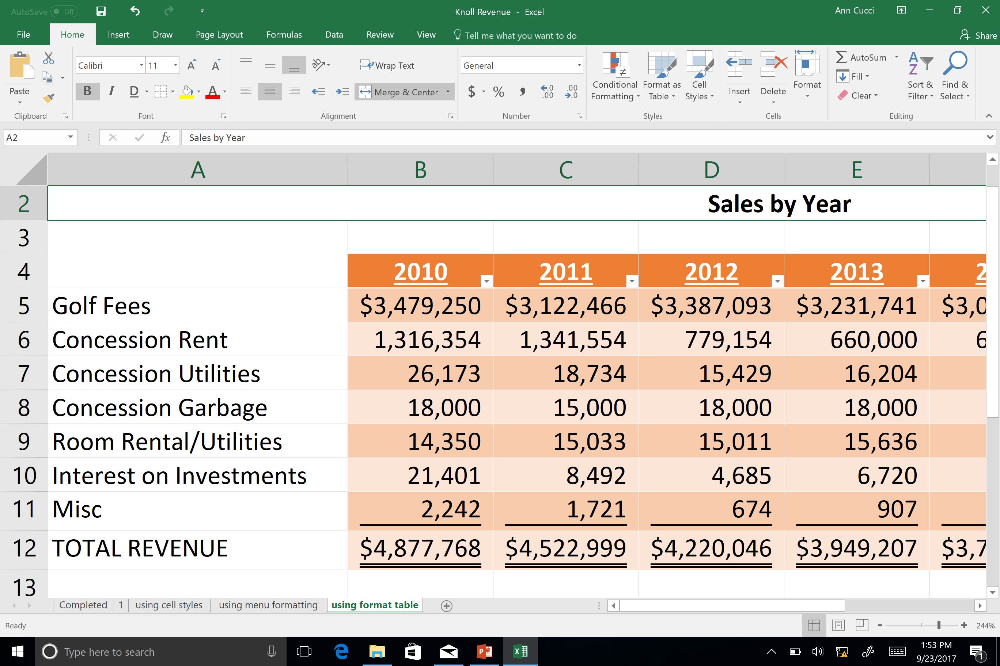 AutoSave Off
Knoll Revenue - Excel
Ann Cucci
File Home Insert Draw Page Layout Formulas Data Review View Tell me what you want to do
Share
Calibri 11
Wrap Text
General
Conditional Formatting
Format as Table
Cell Styles
Insert
Delete
Format
AutoSum
Fill
Clear
Sort & Filter
Find & Select
Paste
B I D A
Merge & Center
$ % ,
Clipboard Font Alignment Number Styles Cells Editing
A2 fx Sales by Year
A B C D E
2 Sales by Year
3
4 2010 2011 2012 2013 2
5 Golf Fees $3,479,250 $3,122,466 $3,387,093 $3,231,741 $3,0
6 Concession Rent 1,316,354 1,341,554 779,154 660,000 6
7 Concession Utilities 26,173 18,734 15,429 16,204
8 Concession Garbage 18,000 15,000 18,000 18,000
9 Room Rental/Utilities 14,350 15,033 15,011 15,636
10 Interest on Investments 21,401 8,492 4,685 6,720
11 Misc 2,242 1,721 674 907
12 TOTAL REVENUE $4,877,768 $4,522,999 $4,220,046 $3,949,207 $3,7
13
Completed 1 using cell styles using menu formatting using format table
Ready
244%
Type here to search
1:53 PM
9/23/2017
1